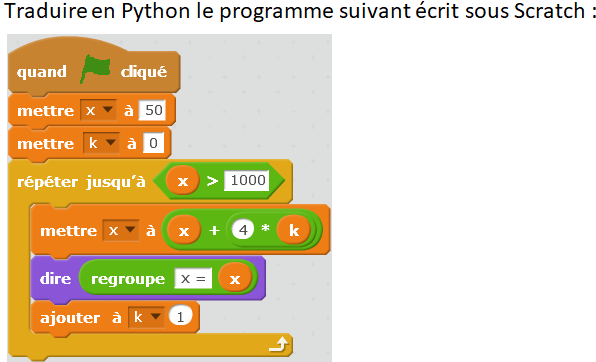 Traduire en Python le programme suivant écrit sous Scratch :
quand cliqué
mettre x à 50
mettre k à 0
répéter jusqu'à x > 1000
mettre x à x + 4 * k
dire regroupe x = x
ajouter à k 1